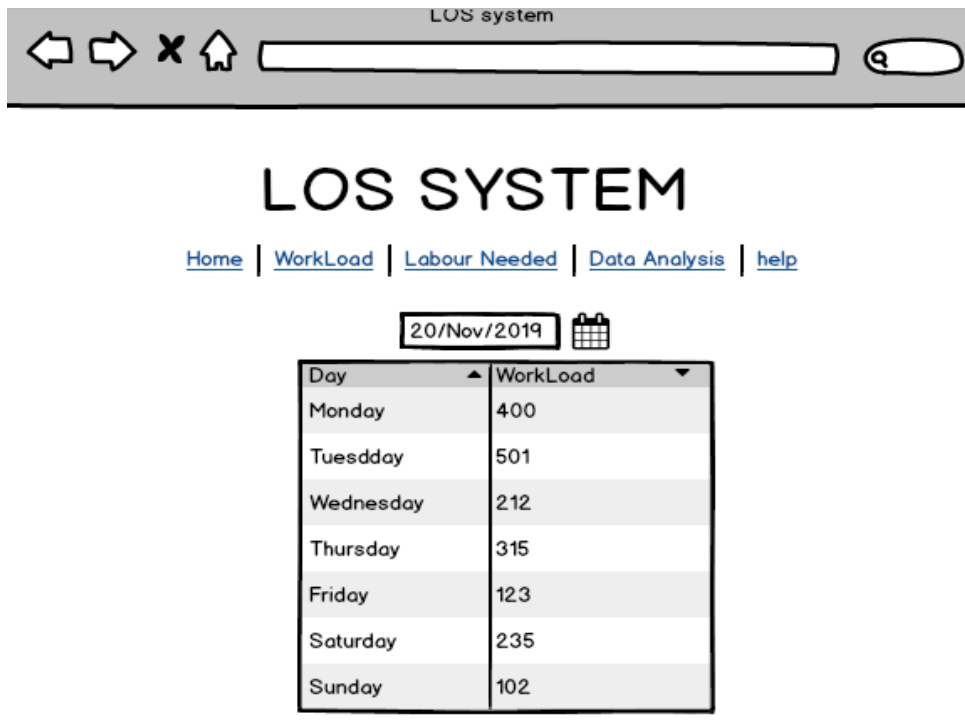 LOS system
LOS SYSTEM
Home | WorkLoad | Labour Needed | Data Analysis | help
20/Nov/2019
Day WorkLoad
Monday 400
Tuesdday 501
Wednesday 212
Thursday 315
Friday 123
Saturday 235
Sunday 102